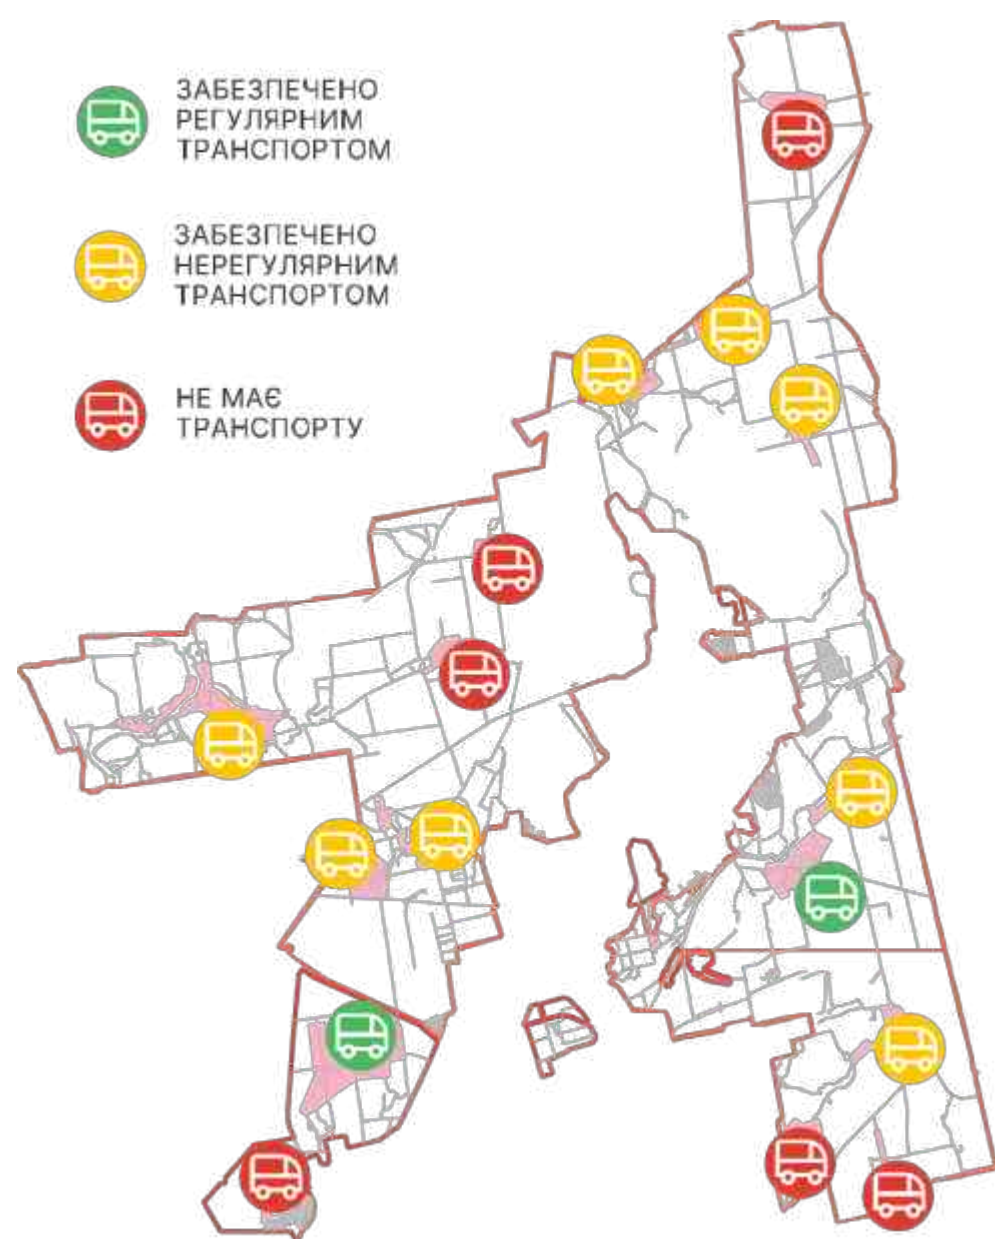 ЗАБЕЗПЕЧЕНО
РЕГУЛЯРНИМ
ТРАНСПОРТОМ
ЗАБЕЗПЕЧЕНО
НЕРЕГУЛЯРНИМ
ТРАНСПОРТОМ
НЕ МАЄ
ТРАНСПОРТУ